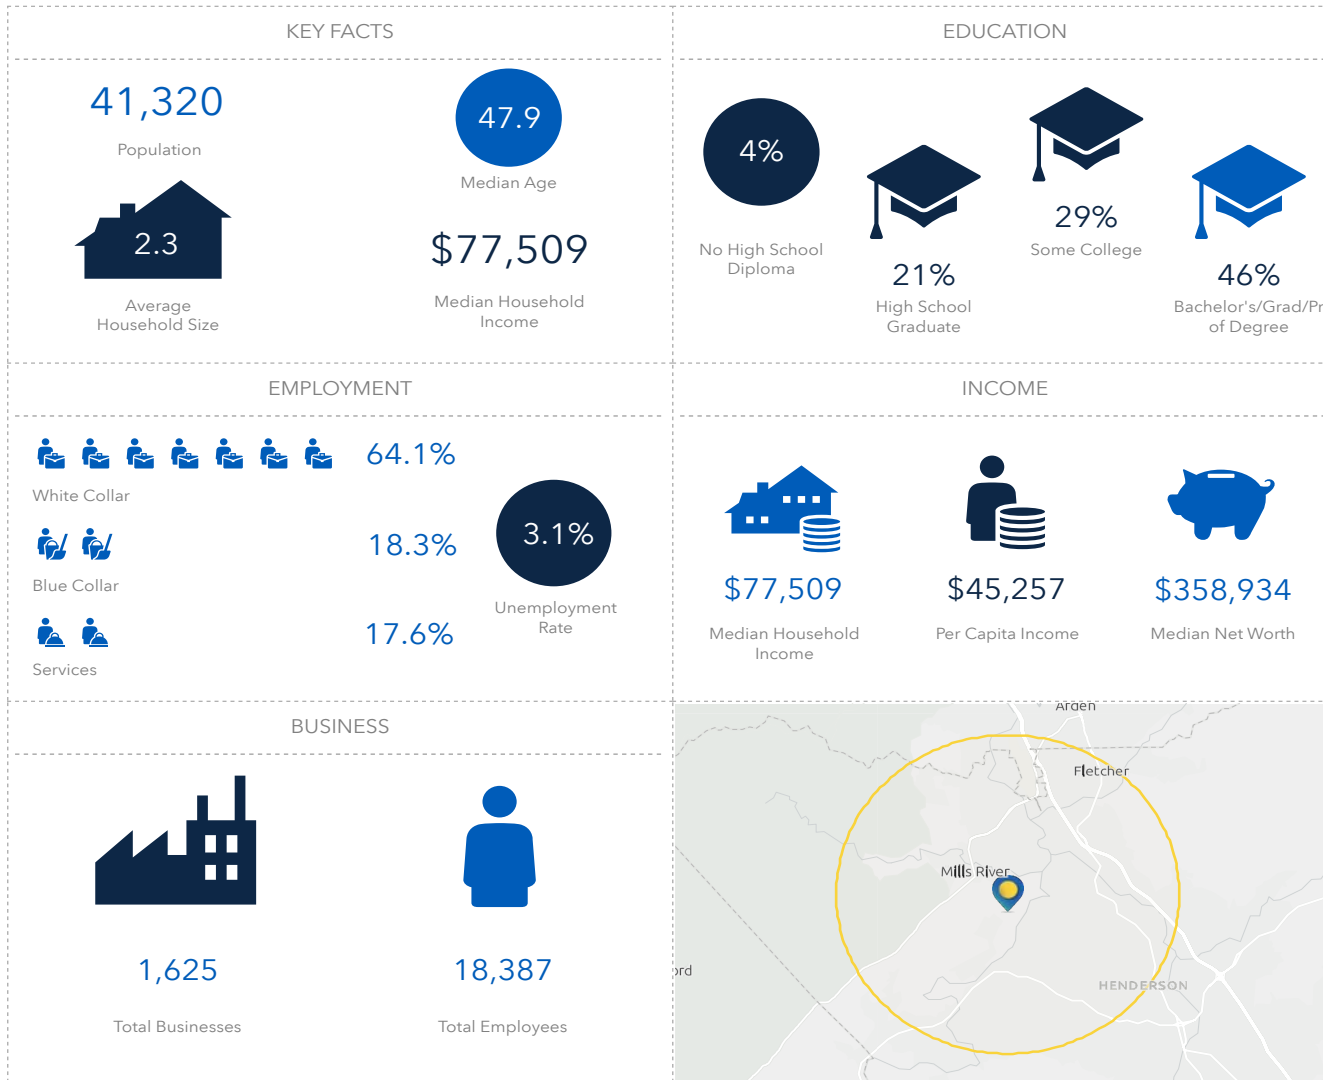 KEY FACTS
41,320
Population
47.9
Median Age
2.3
Average
Household Size
$77,509
Median Household
Income
EDUCATION
4%
No High School
Diploma
21%
High School
Graduate
29%
Some College
46%
Bachelor's/Grad/Pr
of Degree
EMPLOYMENT
64.1%
White Collar
18.3%
Blue Collar
17.6%
Services
3.1%
Unemployment
Rate
INCOME
$77,509
Median Household
Income
$45,257
Per Capita Income
$358,934
Median Net Worth
BUSINESS
1,625
Total Businesses
18,387
Total Employees
Arden
Fletcher
Mills River
ord
HENDERSON